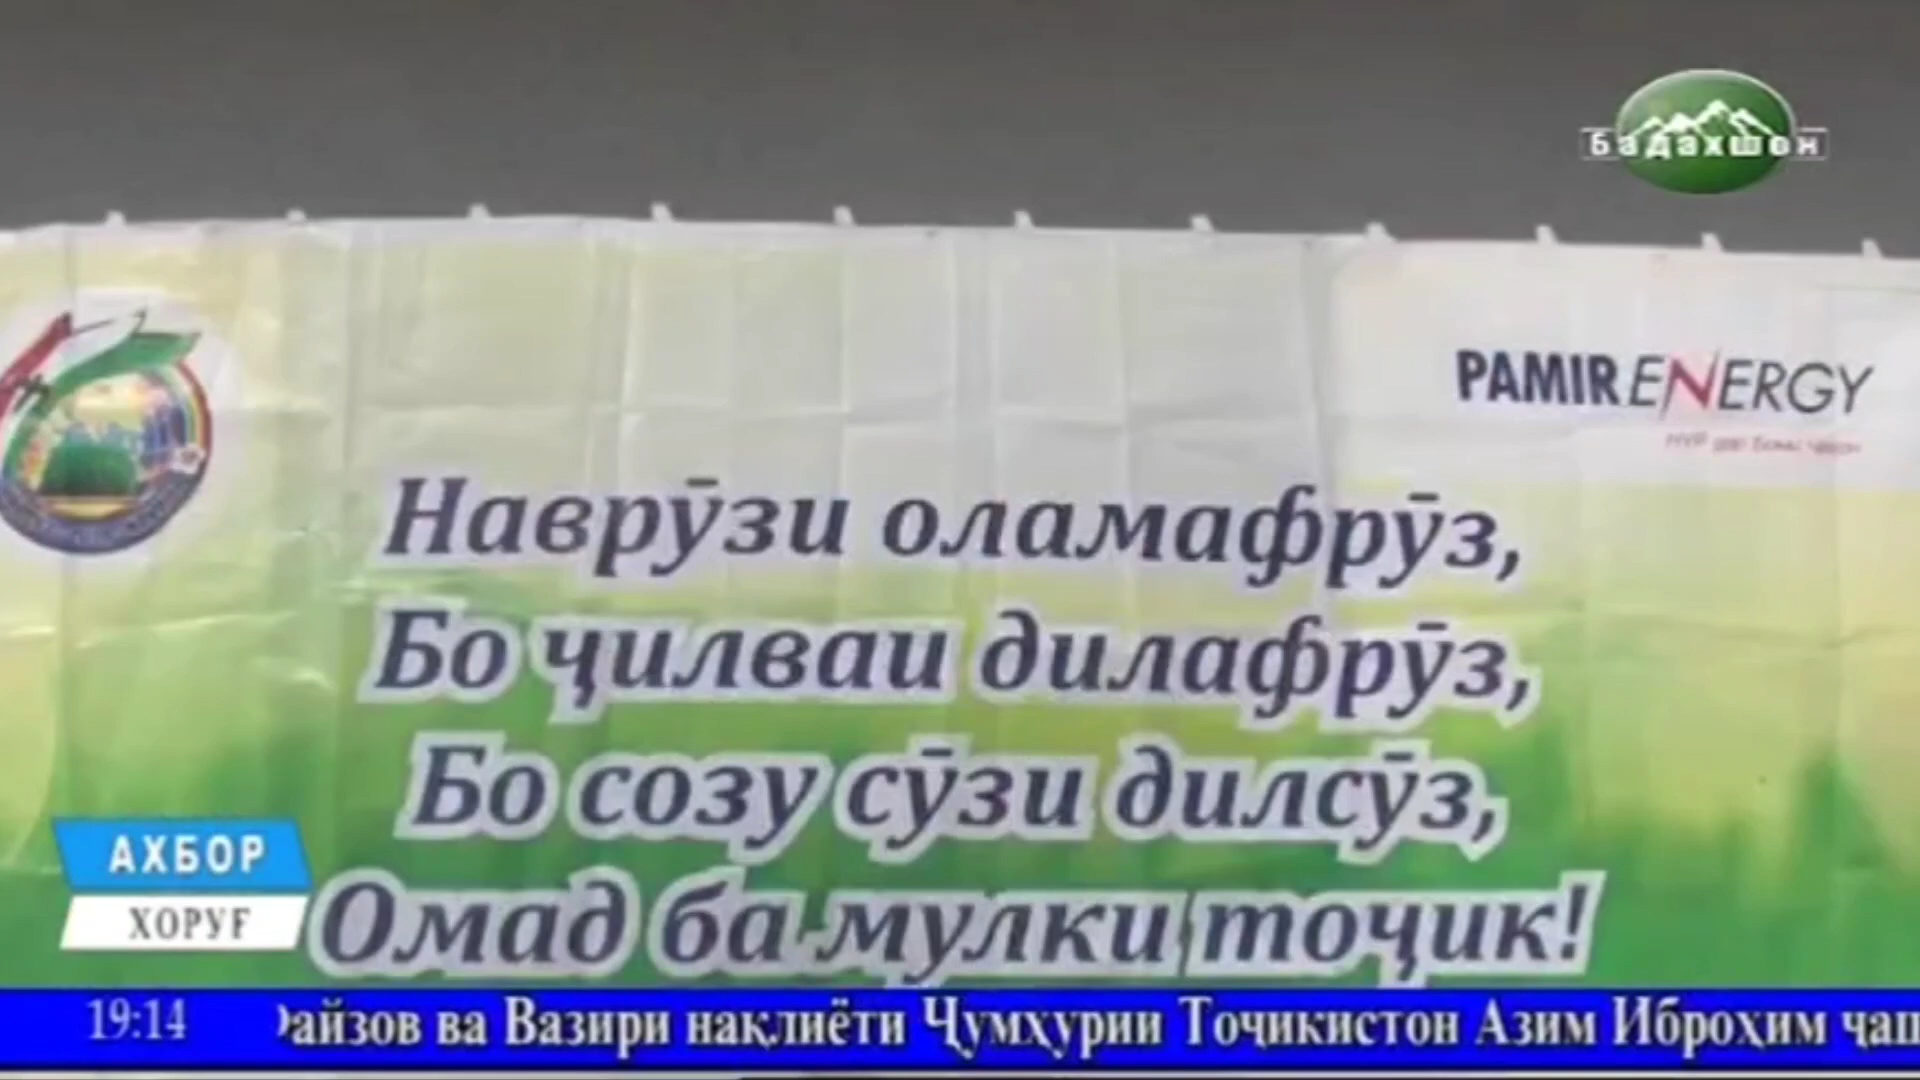 Бадахшон
PAMIR ENERGY
Наврӯзи оламафрӯз,
Бо ҷилваи дилафрӯз,
Бо созу сӯзи дилсӯз,
Омад ба мулки тоҷик!
АХБОР
ХОРУҒ
19:14
айзов ва Вазири нақлиёти Ҷумҳурии Тоҷикистон Азим Иброҳим ҷаш